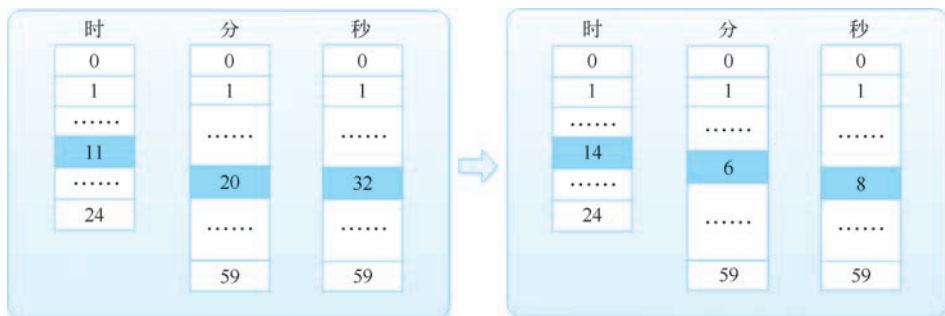 时 分 秒 时 分 秒
0 0 0 0 0 0
1 1 1 1 1 1
…… …… …… …… …… ……
11 14
6
…… 20 32 …… 8
24 …… …… 24 …… ……
59 59 59 59